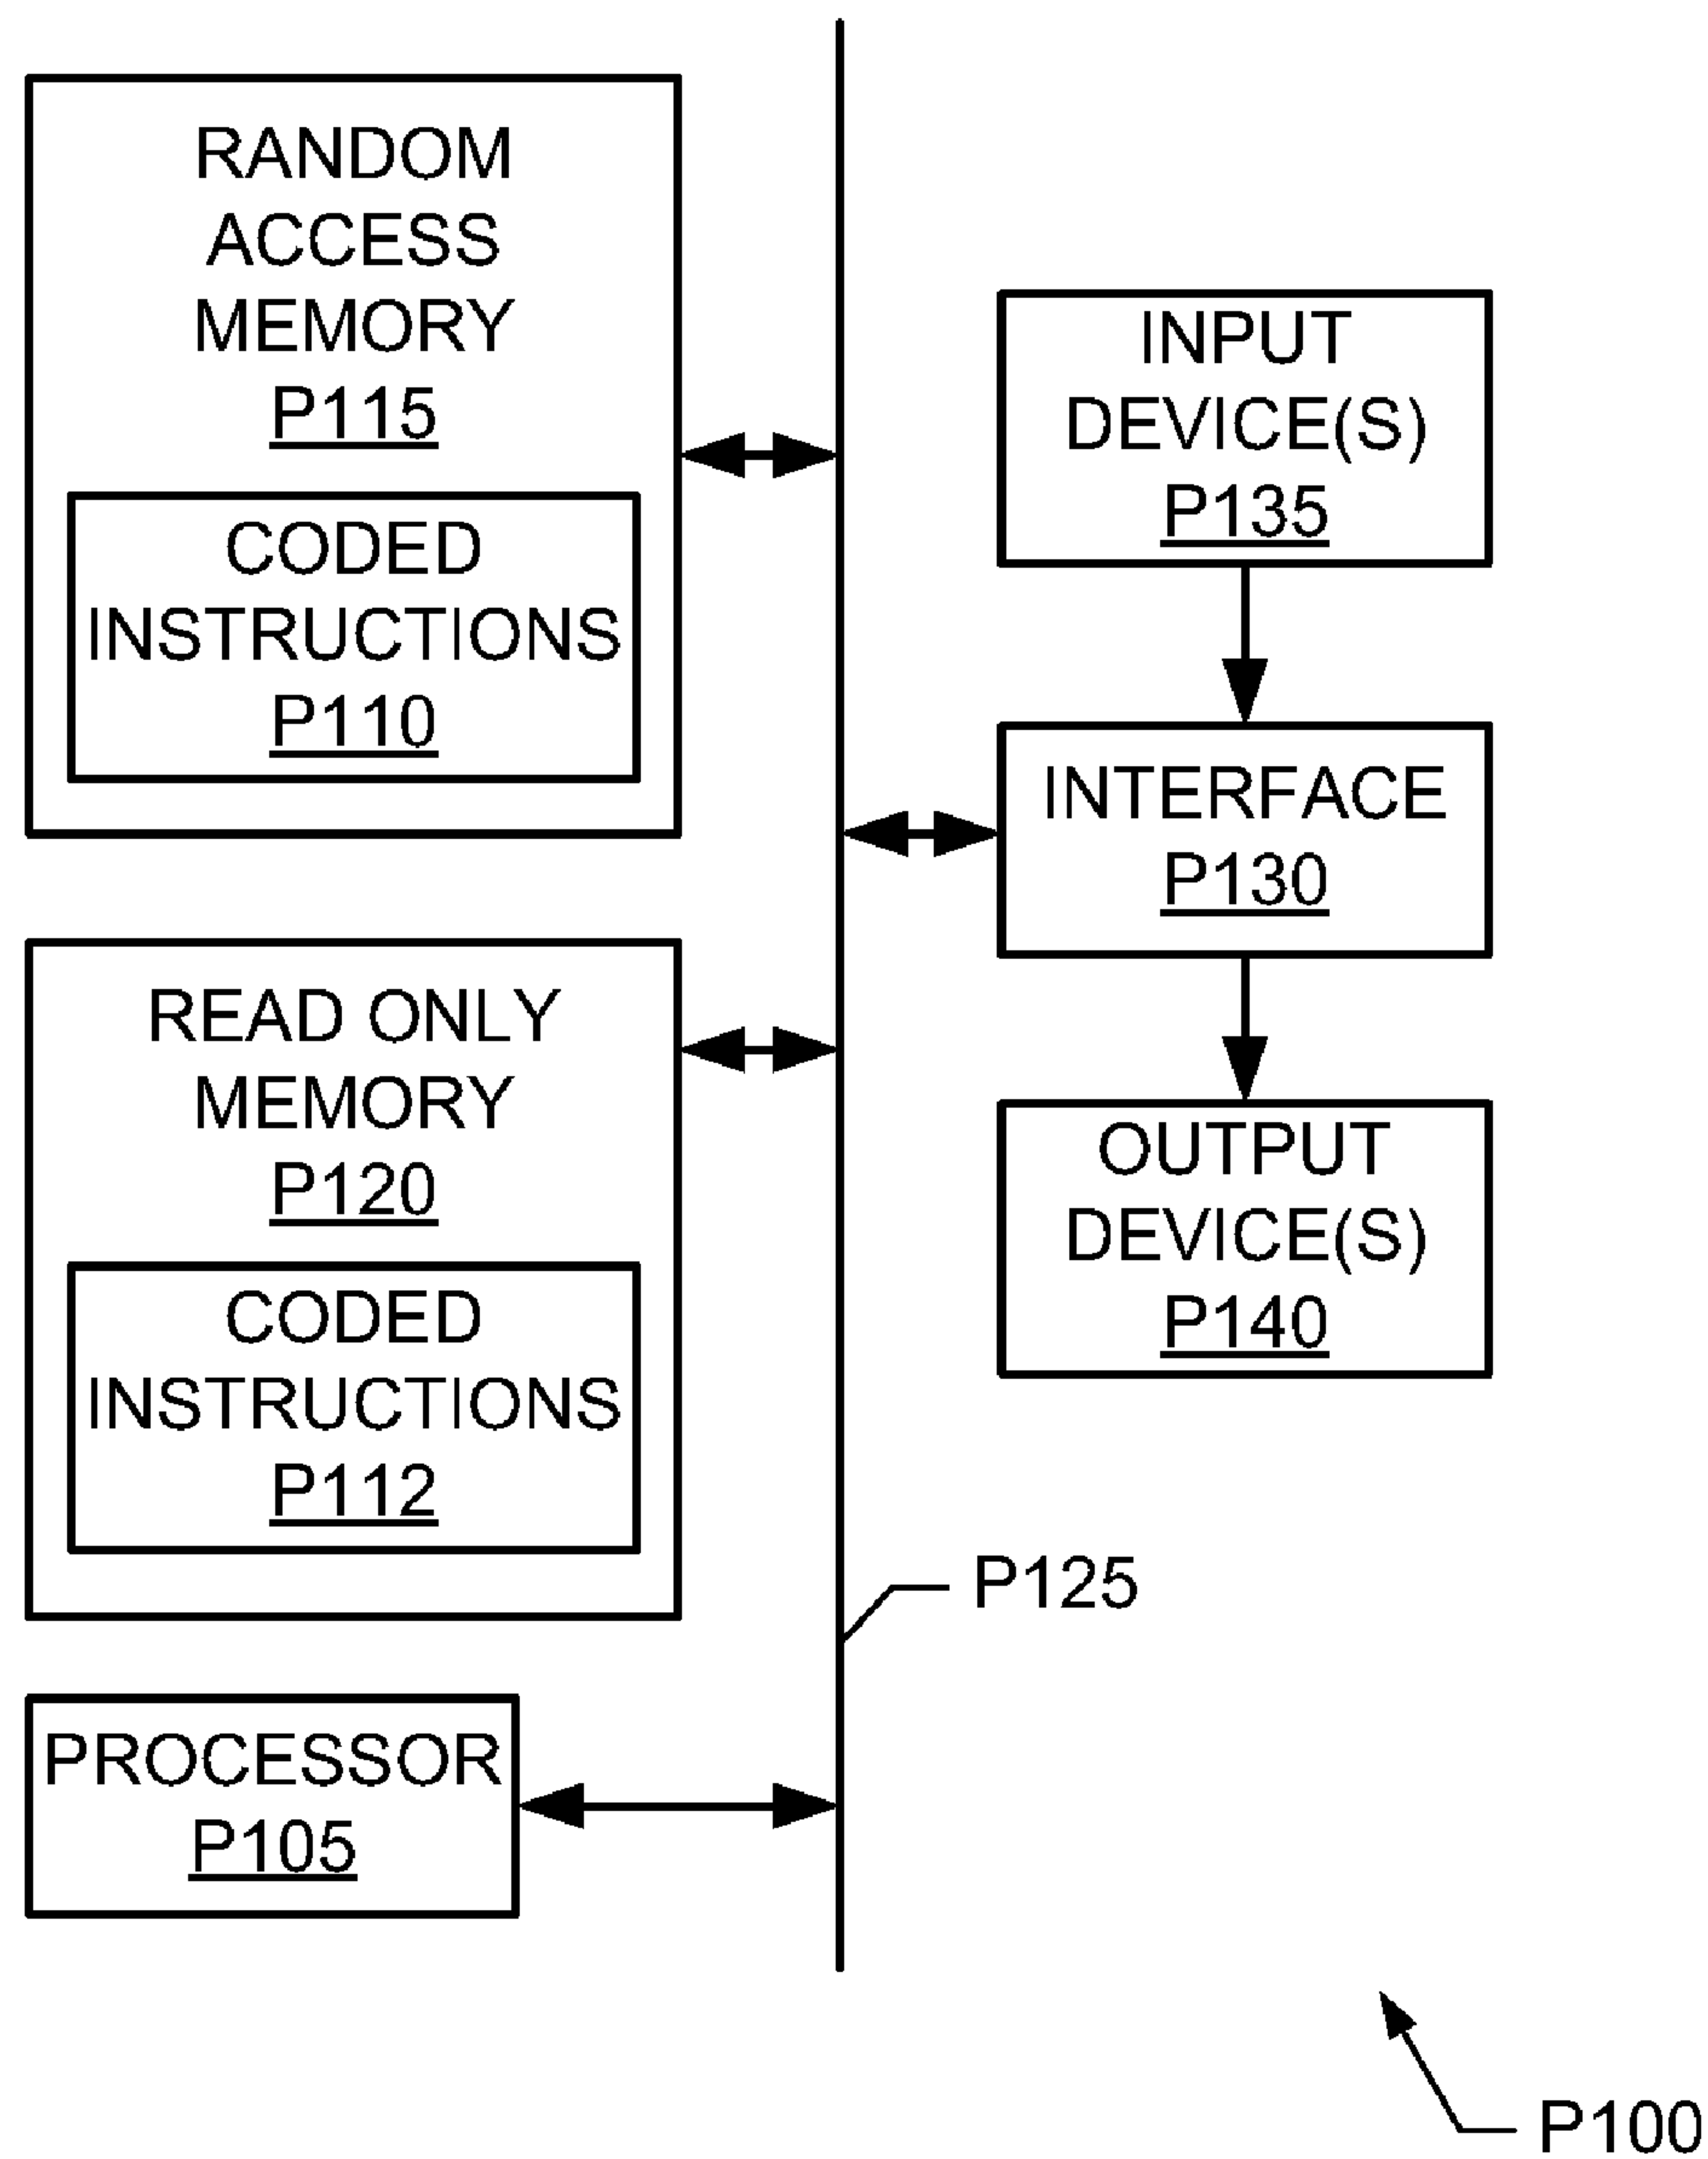 RANDOM
ACCESS
MEMORY
P115
CODED
INSTRUCTIONS
P110
READ ONLY
MEMORY
P120
CODED
INSTRUCTIONS
P112
PROCESSOR
P105
INPUT
DEVICE(S)
P135
INTERFACE
P130
OUTPUT
DEVICE(S)
P140
P125
P100